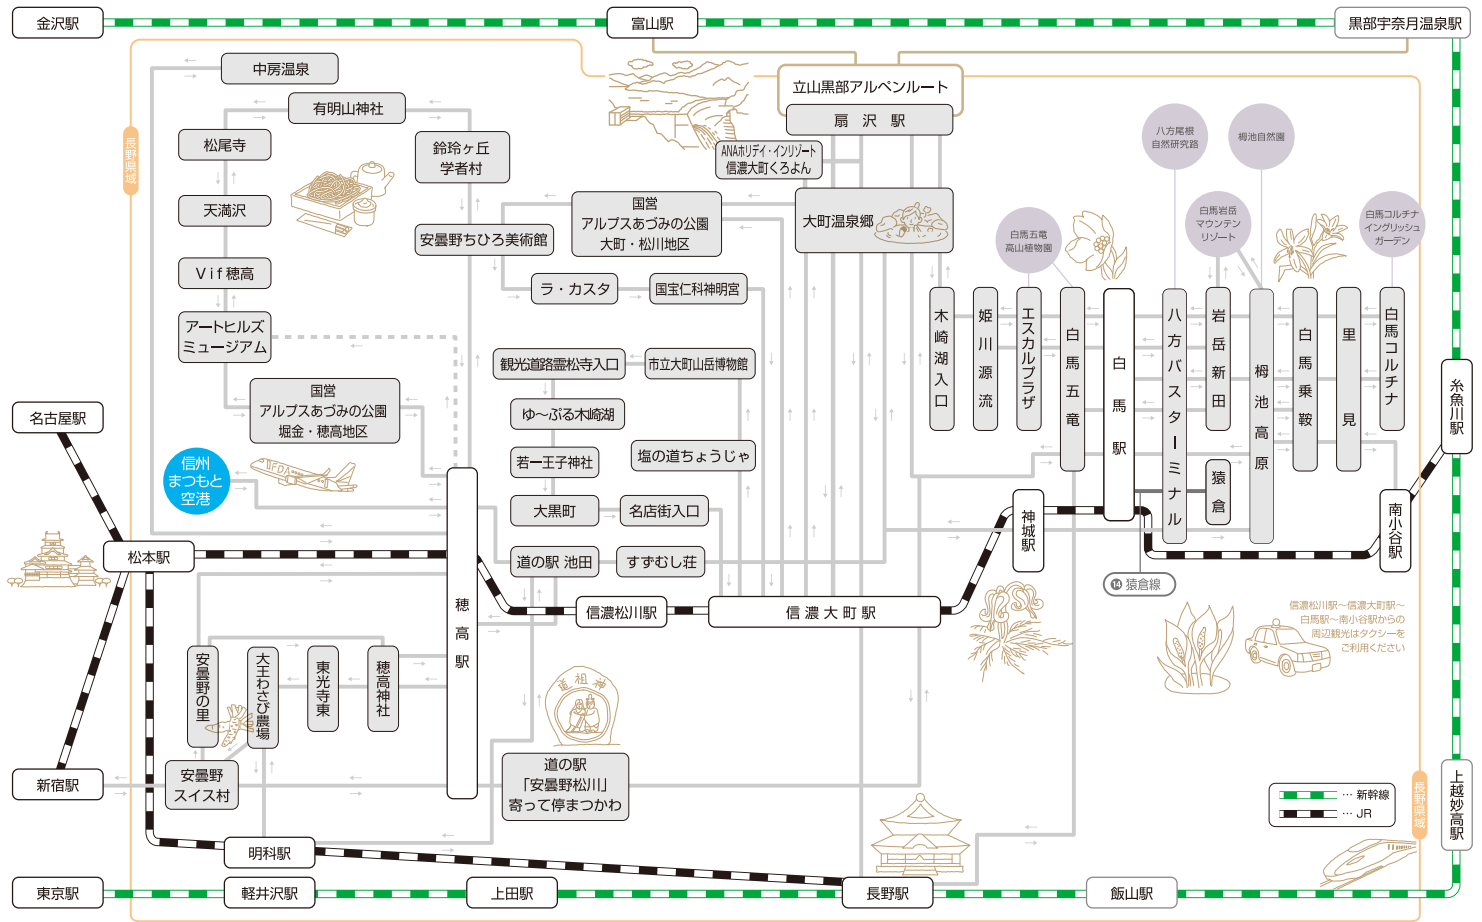 金沢駅
富山駅
黒部宇奈月温泉駅
中房温泉
立山黒部アルペンルート
有明山神社
扇沢駅
松尾寺
鈴玲ヶ丘
学者村
ANAホリデイ・インリゾート
信濃大町くろよん
八方尾根
自然研究路
栂池自然園
長野県域
天満沢
国営
アルプスあづみの公園
大町・松川地区
大町温泉郷
白馬五竜
高山植物園
白馬岩岳
マウンテン
リゾート
白馬コルチナ
イングリッシュ
ガーデン
安曇野ちひろ美術館
Vif穂高
ラ・カスタ
国宝仁科神明宮
アートヒルズ
ミュージアム
木崎湖入口
姫川源流
エスカルプラザ
白馬五竜
白馬駅
八方バスターミナル
岩岳新田
栂池高原
白馬乗鞍
里見
白馬コルチナ
観光道路霊松寺入口
市立大町山岳博物館
国営
アルプスあづみの公園
堀金・穂高地区
糸魚川駅
名古屋駅
ゆ〜ぷる木崎湖
信州
まつもと
空港
FDA
若一王子神社
塩の道ちょうじゃ
猿倉
大黒町
名店街入口
神城駅
南小谷駅
松本駅
道の駅 池田
すずむし荘
⓮猿倉線
穂高駅
信濃松川駅
信濃大町駅
信濃松川駅〜信濃大町駅〜
白馬駅〜南小谷駅からの
周辺観光はタクシーを
ご利用ください
安曇野の里
大王わさび農場
東光寺東
穂高神社
道祖神
新宿駅
安曇野
スイス村
道の駅
「安曇野松川」
寄って停まつかわ
上越妙高駅
長野県域
… 新幹線
… JR
明科駅
東京駅
軽井沢駅
上田駅
長野駅
飯山駅